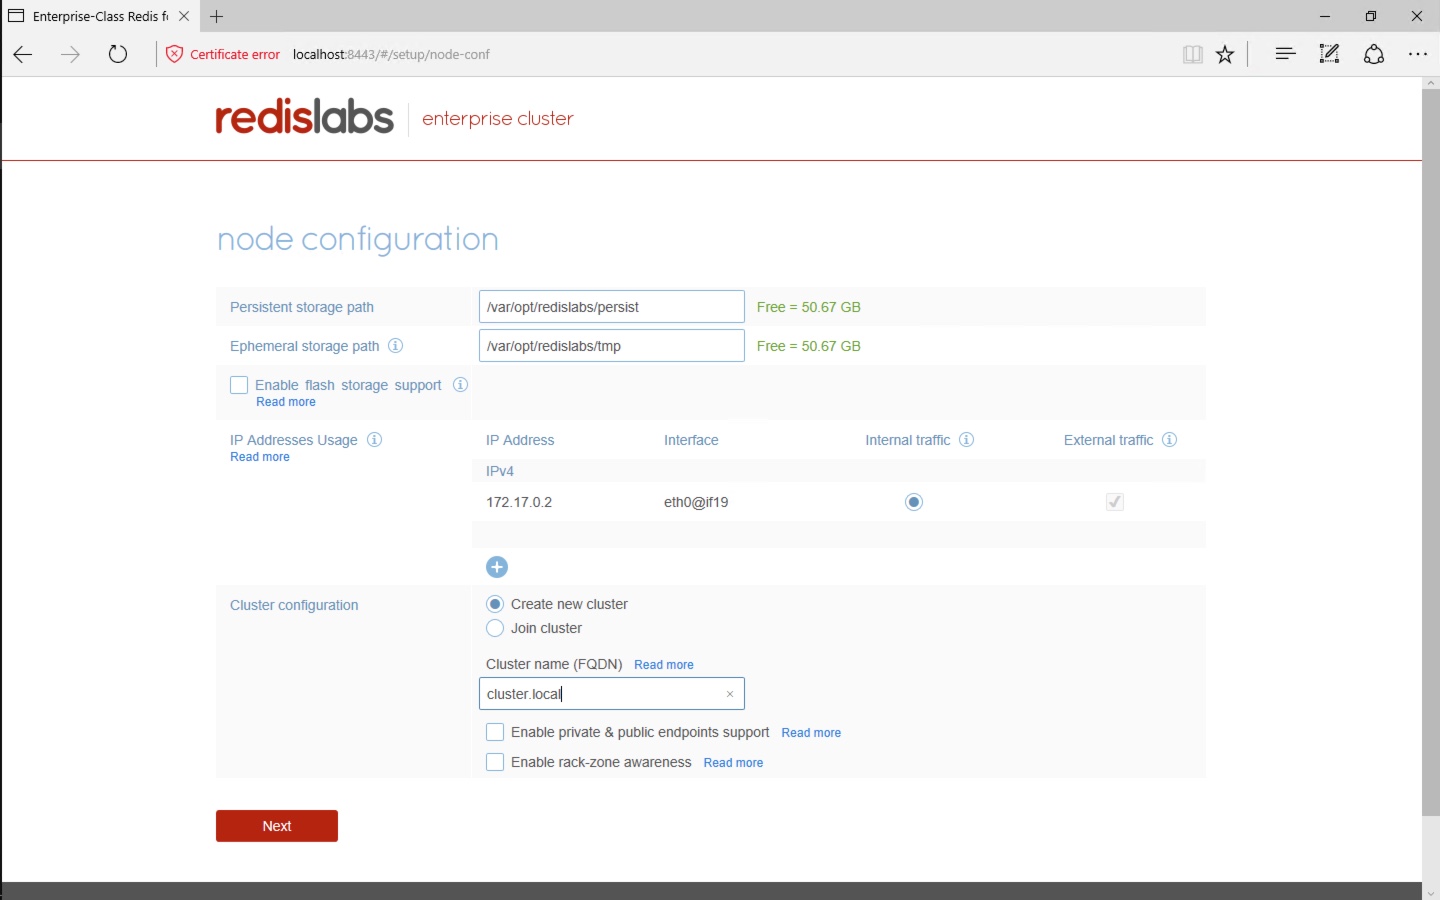 Enterprise-Class Redis f
Certificate error localhost:8443/#/setup/node-conf
redislabs enterprise cluster
node configuration
Persistent storage path /var/opt/redislabs/persist Free = 50.67 GB
Ephemeral storage path /var/opt/redislabs/tmp Free = 50.67 GB
Enable flash storage support
Read more
IP Addresses Usage IP Address Interface Internal traffic External traffic
Read more
IPv4
172.17.0.2 eth0@if19
Cluster configuration Create new cluster
Join cluster
Cluster name (FQDN) Read more
cluster.local
Enable private & public endpoints support Read more
Enable rack-zone awareness Read more
Next